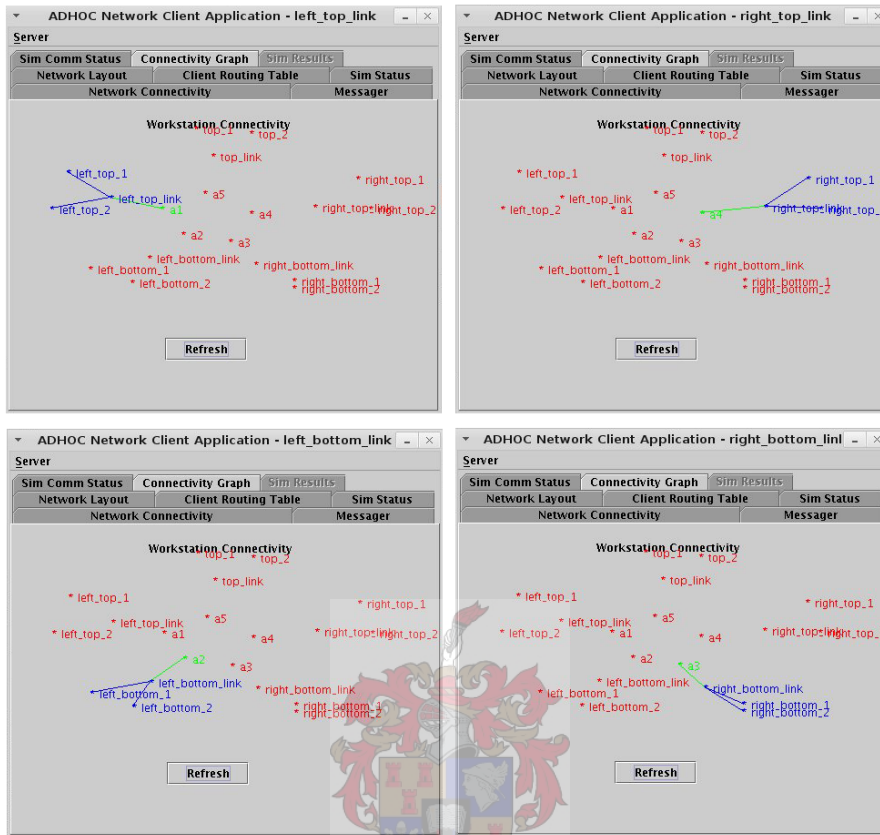 ADHOC Network Client Application - left_top_link
Server
Sim Comm Status Connectivity Graph Sim Results
Network Layout Client Routing Table Sim Status
Network Connectivity Messager
Workstation Connectivity
* top_1 * top_2
* top_link
* left_top_1 * right_top_1
* left_top_link * a5
* left_top_2 * a1 * a4 * right_top_link * right_top_2
* a2 * a3
* left_bottom_link * right_bottom_link
* left_bottom_1
* left_bottom_2 * right_bottom_1
* right_bottom_2
Refresh
ADHOC Network Client Application - right_top_link
Server
Sim Comm Status Connectivity Graph Sim Results
Network Layout Client Routing Table Sim Status
Network Connectivity Messager
Workstation Connectivity
* top_1 * top_2
* top_link
* left_top_1 * right_top_1
* left_top_link * a5
* left_top_2 * a1 * a4 * right_top_link * right_top_2
* a2 * a3
* left_bottom_link * right_bottom_link
* left_bottom_1
* left_bottom_2 * right_bottom_1
* right_bottom_2
Refresh
ADHOC Network Client Application - left_bottom_link
Server
Sim Comm Status Connectivity Graph Sim Results
Network Layout Client Routing Table Sim Status
Network Connectivity Messager
Workstation Connectivity
* top_1 * top_2
* top_link
* left_top_1 * right_top_1
* left_top_link * a5
* left_top_2 * a1 * a4 * right_top_link * right_top_2
* a2 * a3
* left_bottom_link * right_bottom_link
* left_bottom_1
* left_bottom_2 * right_bottom_1
* right_bottom_2
Refresh
ADHOC Network Client Application - right_bottom_linl
Server
Sim Comm Status Connectivity Graph Sim Results
Network Layout Client Routing Table Sim Status
Network Connectivity Messager
Workstation Connectivity
* top_1 * top_2
* top_link
* left_top_1 * right_top_1
* left_top_link * a5
* left_top_2 * a1 * a4 * right_top_link * right_top_2
* a2 * a3
* left_bottom_link * right_bottom_link
* left_bottom_1
* left_bottom_2 * right_bottom_1
* right_bottom_2
Refresh